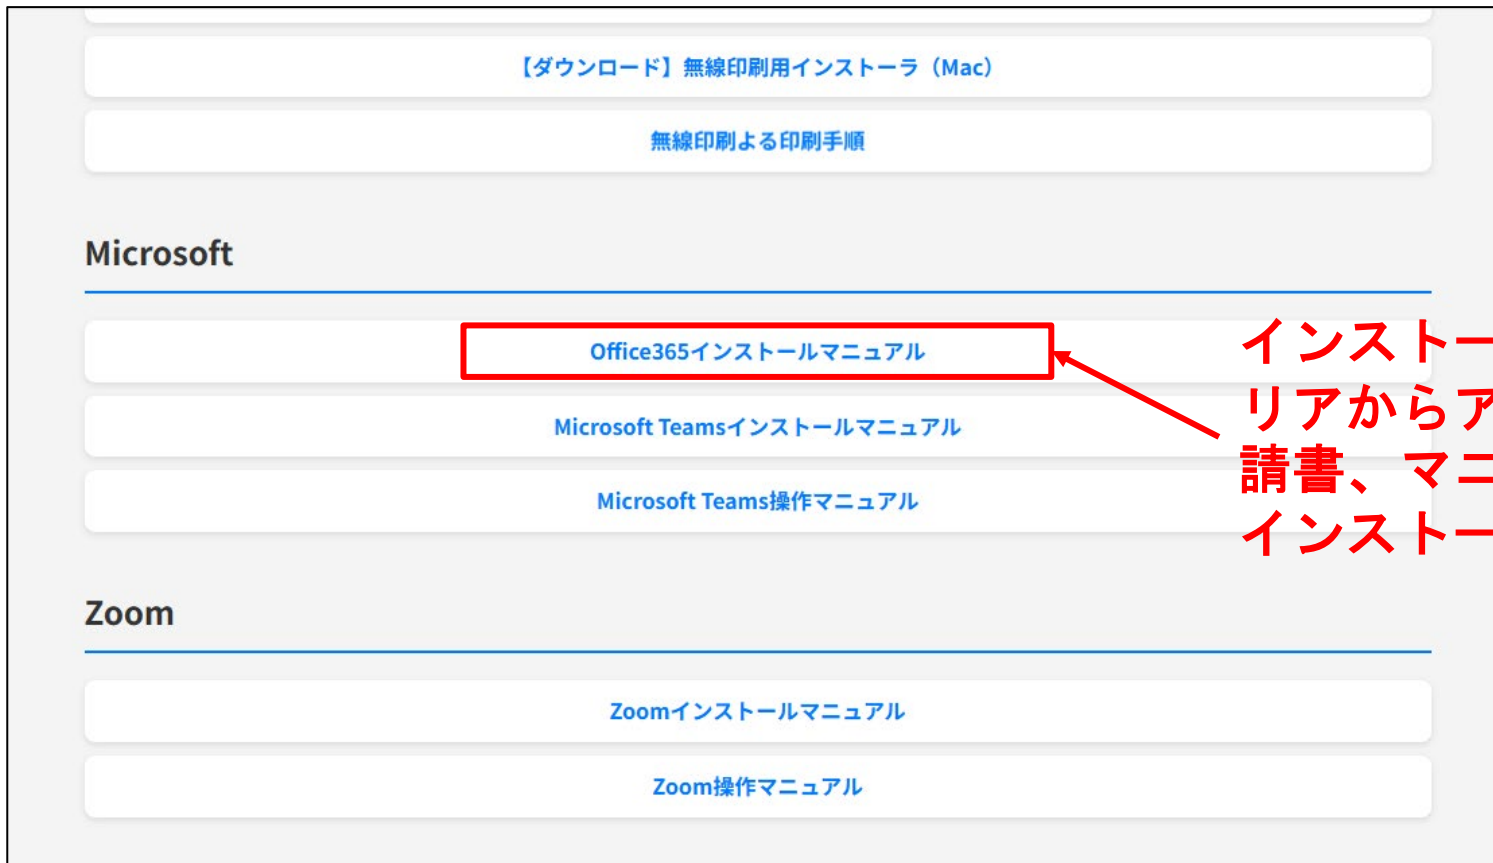 【ダウンロード】無線印刷用インストーラ（Mac）
無線印刷よる印刷手順
Microsoft
Office365インストールマニュアル
Microsoft Teamsインストールマニュアル
Microsoft Teams操作マニュアル
インストー
リアからア
請書、マニ
インストー
Zoom
Zoomインストールマニュアル
Zoom操作マニュアル